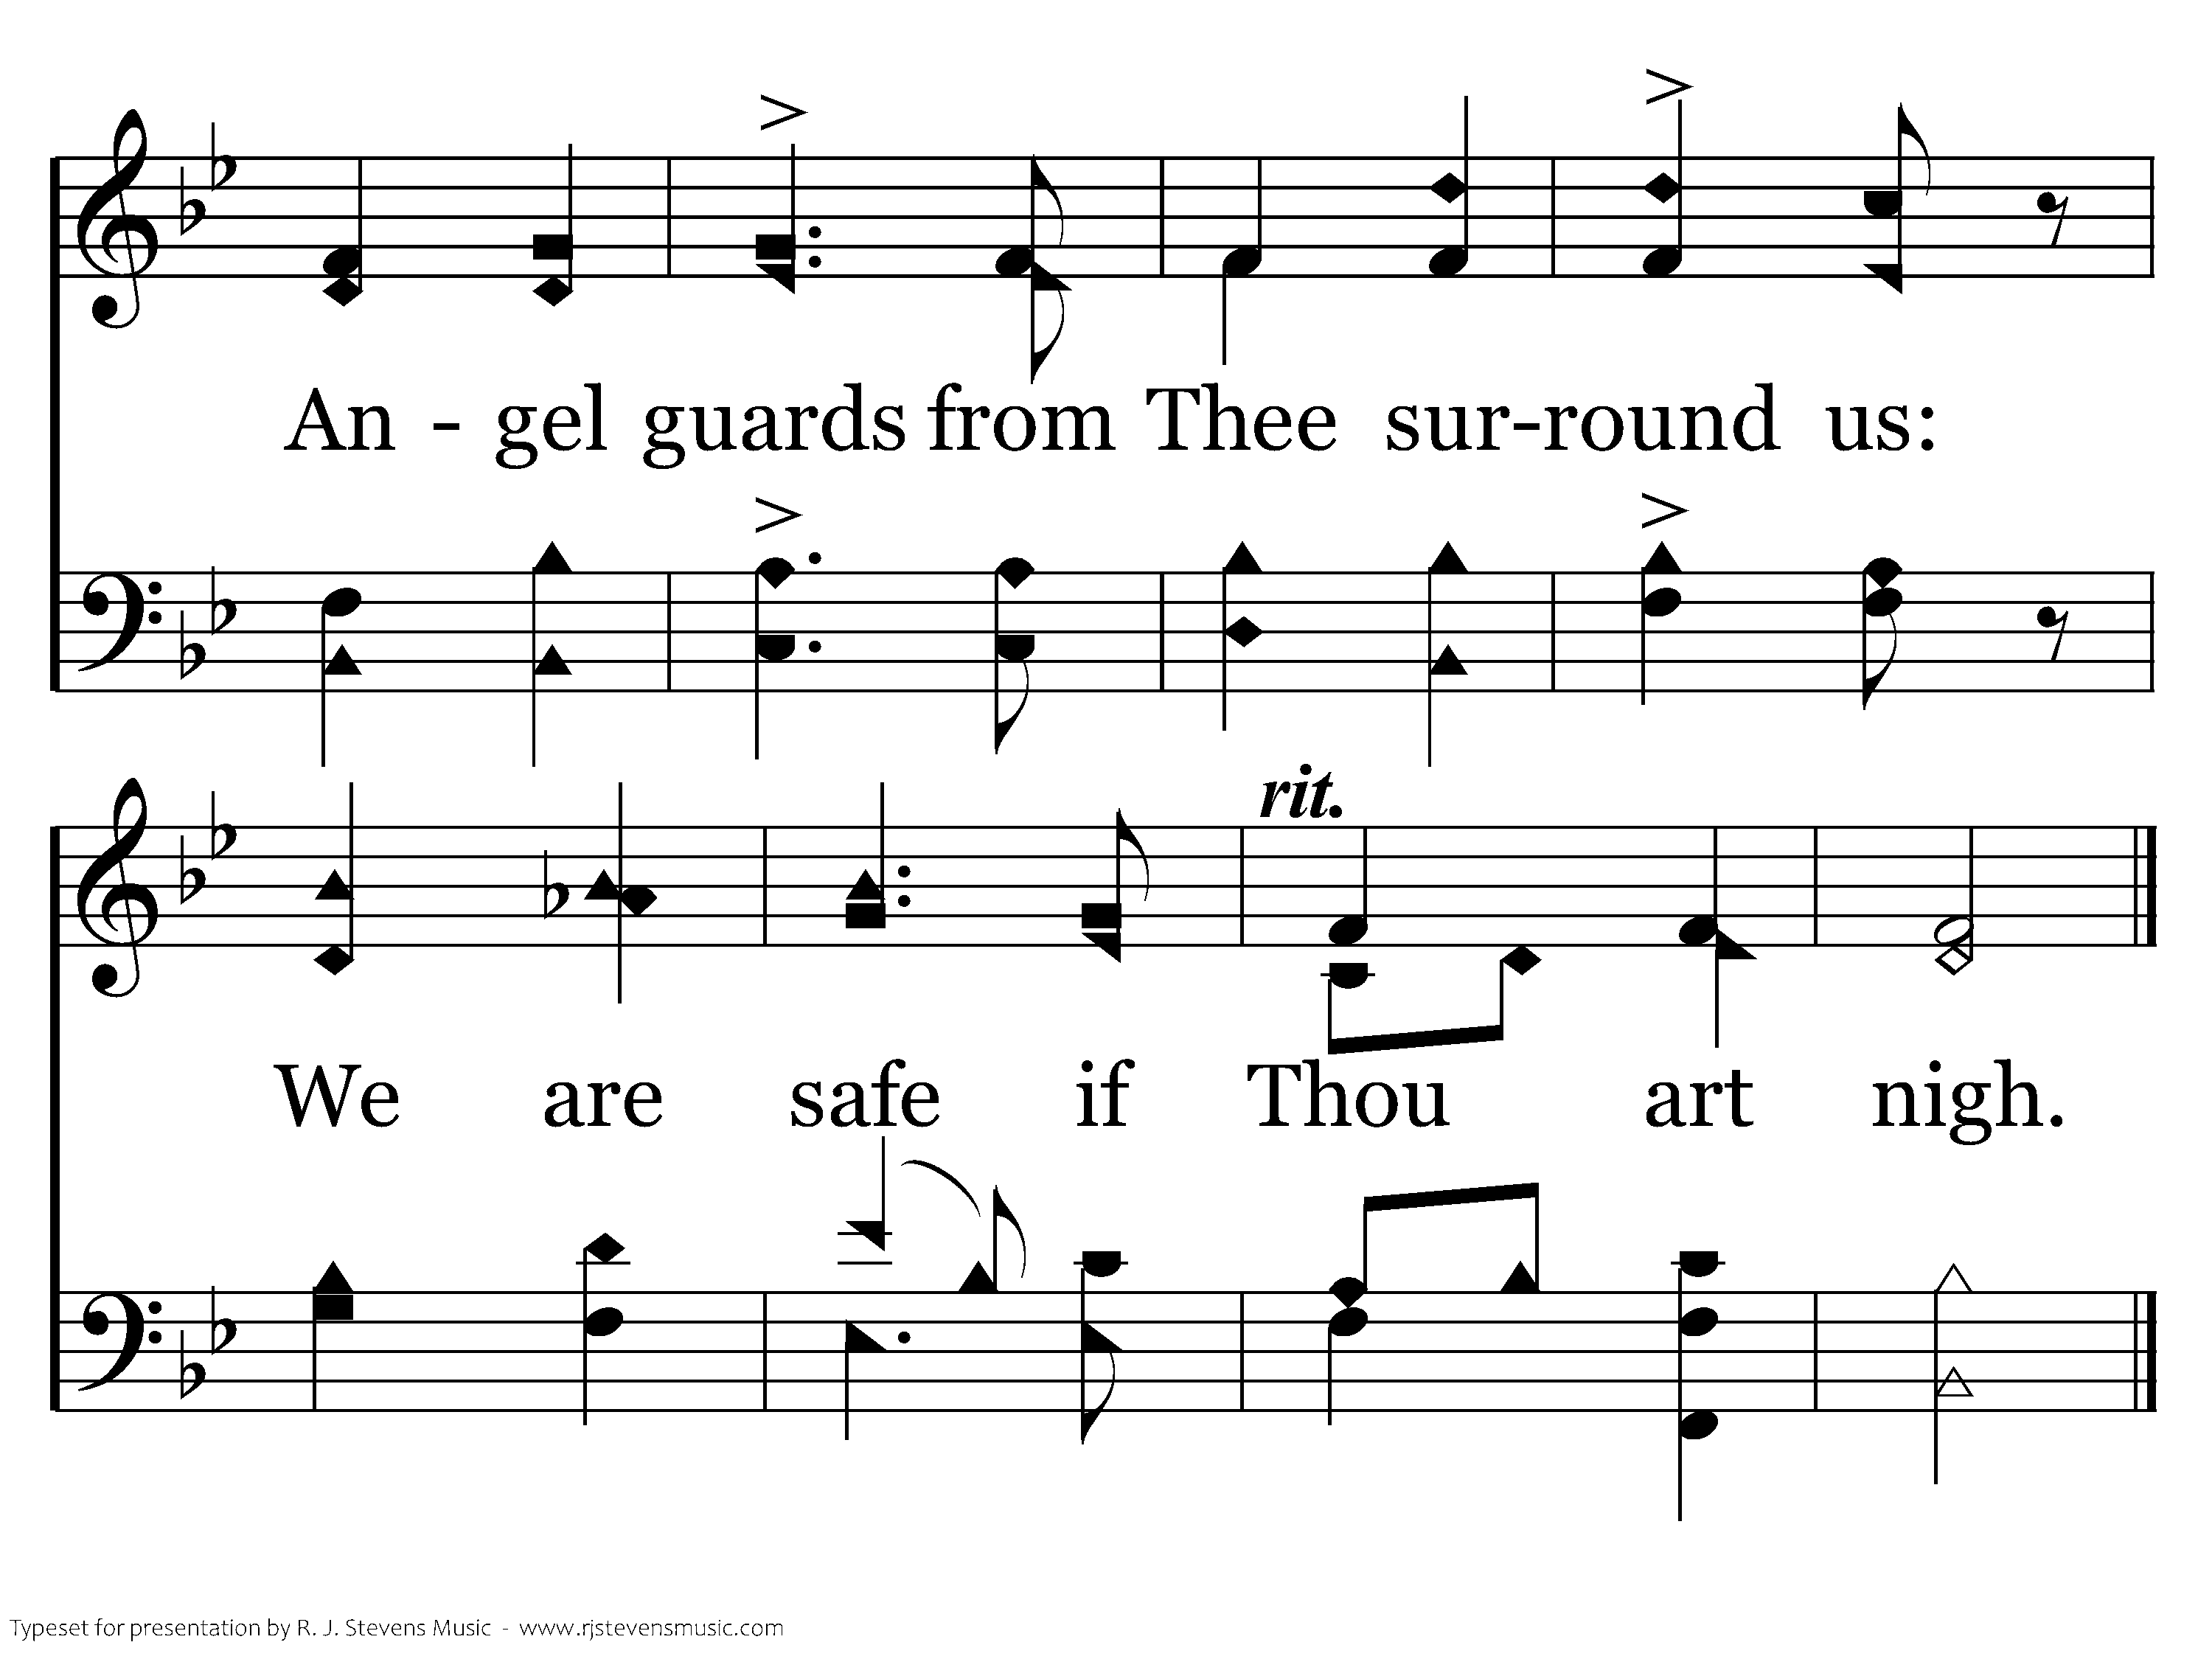 An - gel guards from Thee sur-round us:
rit.
We are safe if Thou art nigh.
Typeset for presentation by R. J. Stevens Music - www.rjstevensmusic.com